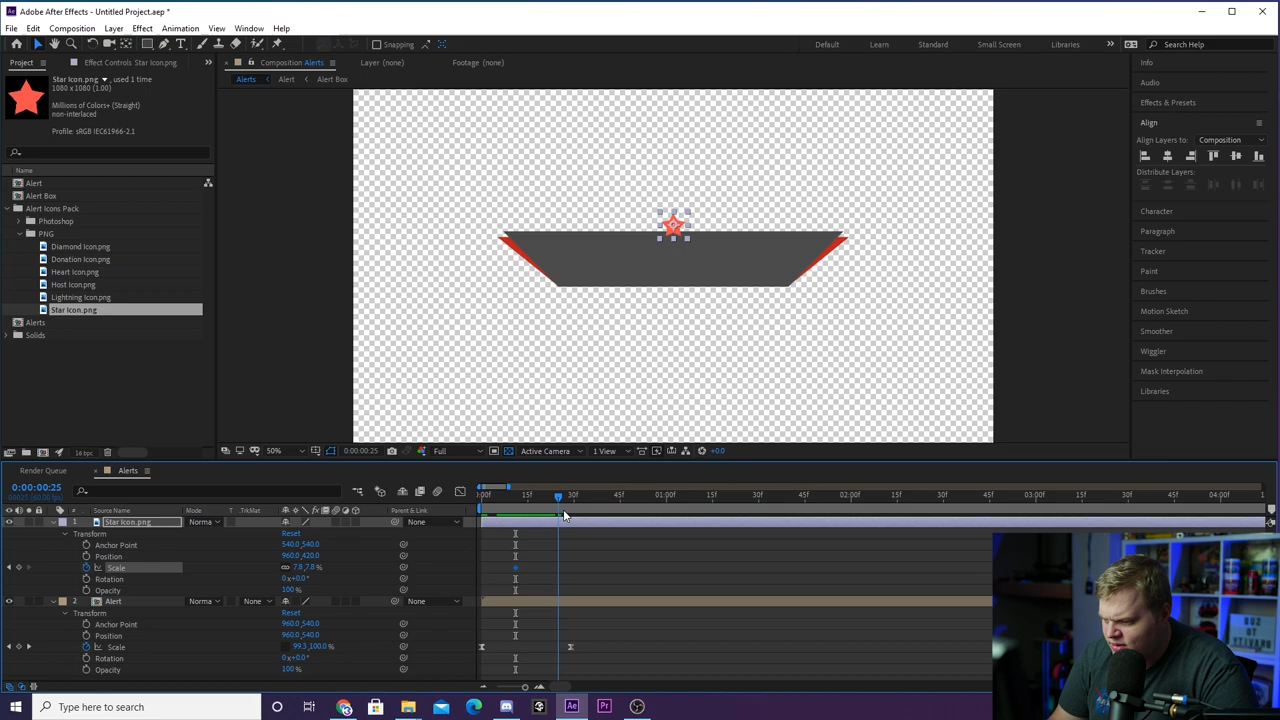 Adobe After Effects - Untitled Project.aep *
File Edit Composition Layer Effect Animation View Window Help
Snapping
Default Learn Standard Small Screen Libraries Search Help
Project Effect Controls Star Icon.png
Star Icon.png , used 1 time
1080 x 1080 (1.00)
Millions of Colors+ (Straight)
non-interlaced
Profile: sRGB IEC61966-2.1
Name
Alert
Alert Box
Alert Icons Pack
Photoshop
PNG
Diamond Icon.png
Donation Icon.png
Heart Icon.png
Host Icon.png
Lightning Icon.png
Star Icon.png
Alerts
Solids
16 bpc
Composition Alerts Layer (none) Footage (none)
Alerts Alert Alert Box
50% 0:00:00:25 Full Active Camera 1 View +0.0
Info
Audio
Effects & Presets
Align
Align Layers to: Composition
Distribute Layers:
Character
Paragraph
Tracker
Paint
Brushes
Motion Sketch
Smoother
Wiggler
Mask Interpolation
Libraries
Render Queue Alerts
0:00:00:25
00025 (60.00 fps)
:00f 15f 30f 45f 01:00f 15f 30f 45f 02:00f 15f 30f 45f 03:00f 15f 30f 45f 04:00f 1
# Source Name Mode T TrkMat Parent & Link
1 Star Icon.png Norma None
Transform Reset
Anchor Point 540.0,540.0
Position 960.0,420.0
Scale 7.8,7.8 %
Rotation 0x+0.0°
Opacity 100 %
2 Alert Norma None None
Transform Reset
Anchor Point 960.0,540.0
Position 960.0,540.0
Scale 99.3,100.0 %
Rotation 0x+0.0°
Opacity 100 %
Type here to search
Ae
Pr